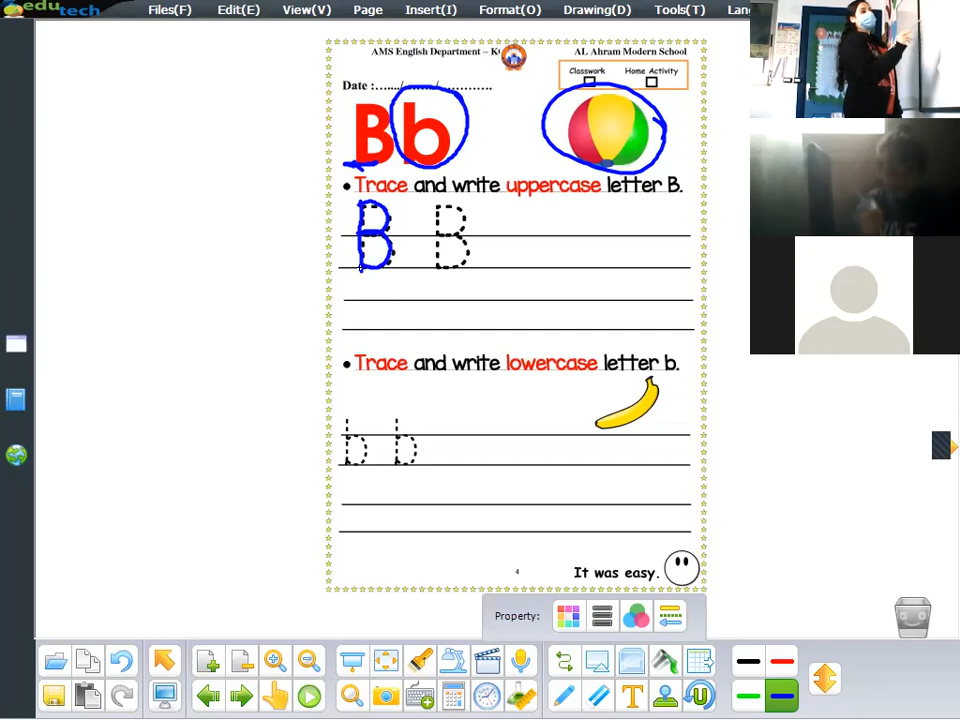 edu tech
Files(F) Edit(E) View(V) Page Insert(I) Format(O) Drawing(D) Tools(T)
AMS English Department – AL Ahram Modern School
Classwork Home Activity
Date :....../......../............
Bb
• Trace and write uppercase letter B.
B B
• Trace and write lowercase letter b.
b b
4
It was easy.
Property: